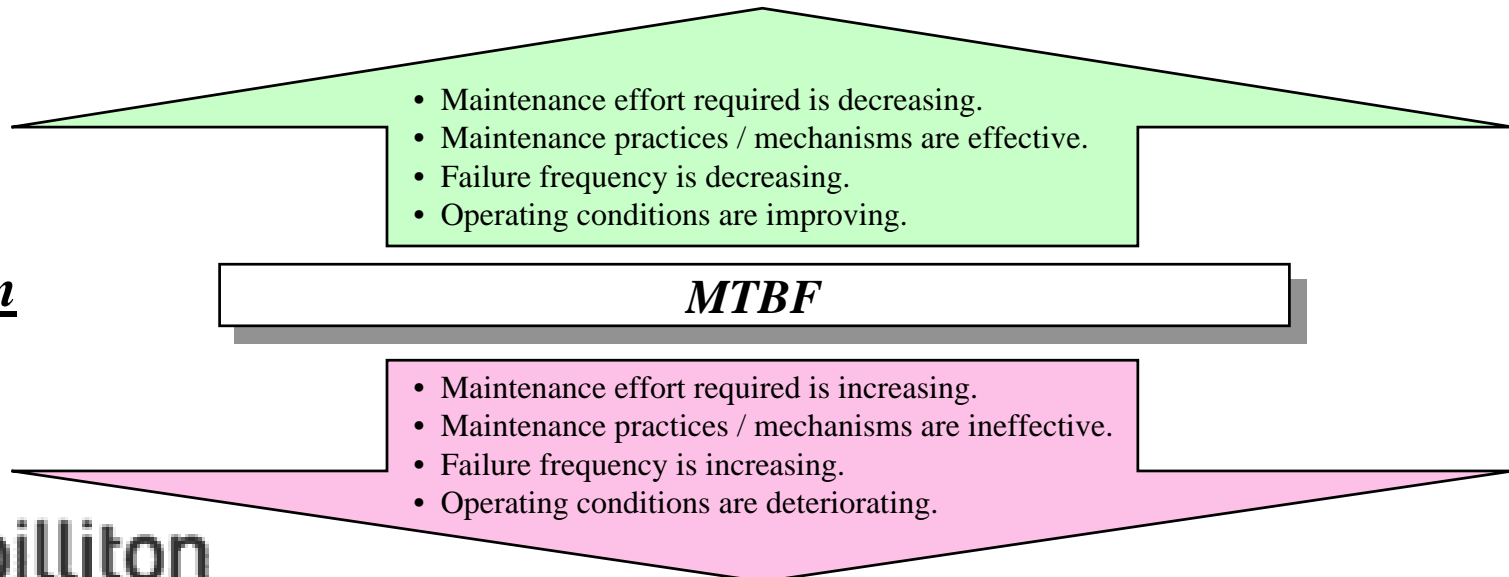 • Maintenance effort required is decreasing.
• Maintenance practices / mechanisms are effective.
• Failure frequency is decreasing.
• Operating conditions are improving.
MTBF
• Maintenance effort required is increasing.
• Maintenance practices / mechanisms are ineffective.
• Failure frequency is increasing.
• Operating conditions are deteriorating.
billiton